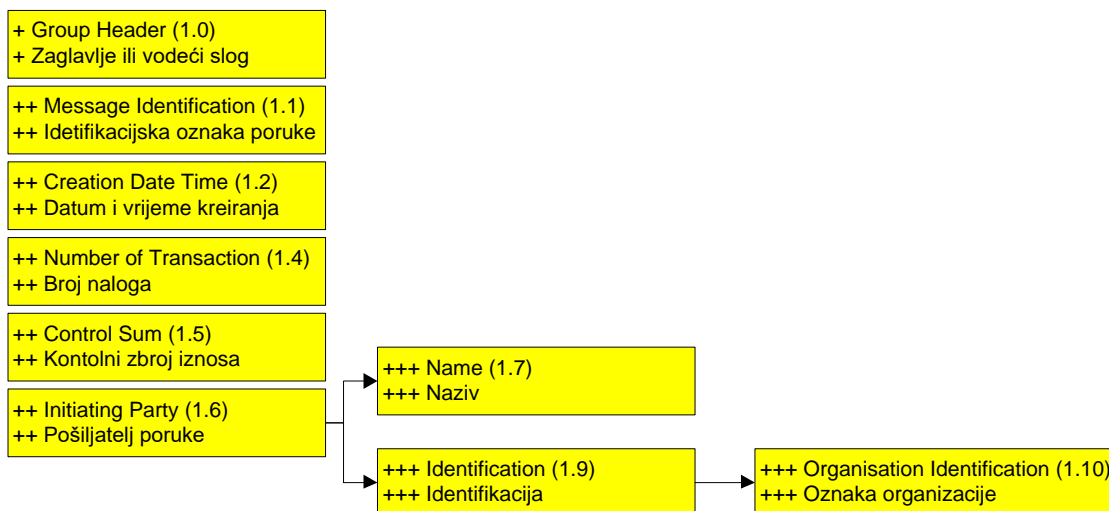 + Group Header (1.0)
+ Zaglavlje ili vodeći slog
++ Message Identification (1.1)
++ Idetifikacijska oznaka poruke
++ Creation Date Time (1.2)
++ Datum i vrijeme kreiranja
++ Number of Transaction (1.4)
++ Broj naloga
++ Control Sum (1.5)
++ Kontolni zbroj iznosa
++ Initiating Party (1.6)
++ Pošiljatelj poruke
+++ Name (1.7)
+++ Naziv
+++ Identification (1.9)
+++ Identifikacija
+++ Organisation Identification (1.10)
+++ Oznaka organizacije